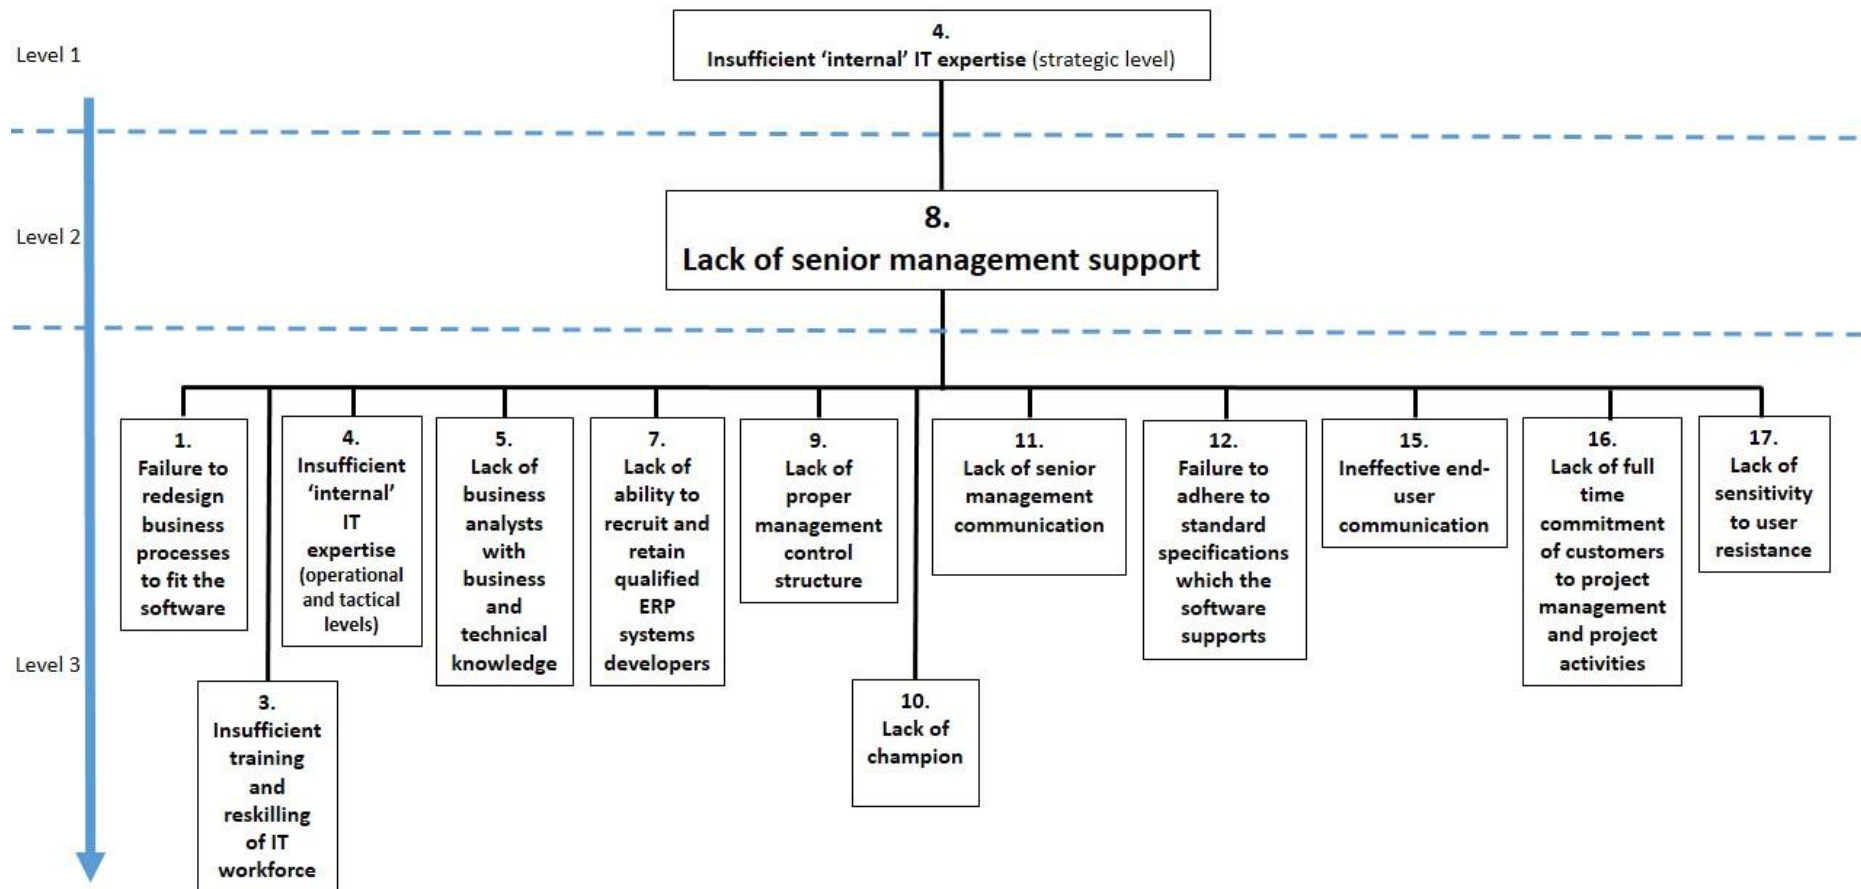 Level 1
4.
Insufficient ‘internal’ IT expertise (strategic level)
Level 2
8.
Lack of senior management support
Level 3
1.
Failure to
redesign
business
processes
to fit the
software
3.
Insufficient
training
and
reskilling
of IT
workforce
4.
Insufficient
‘internal’
IT
expertise
(operational
and tactical
levels)
5.
Lack of
business
analysts
with
business
and
technical
knowledge
7.
Lack of
ability to
recruit and
retain
qualified
ERP
systems
developers
9.
Lack of
proper
management
control
structure
10.
Lack of
champion
11.
Lack of senior
management
communication
12.
Failure to
adhere to
standard
specifications
which the
software
supports
15.
Ineffective end-
user
communication
16.
Lack of full
time
commitment
of customers
to project
management
and project
activities
17.
Lack of
sensitivity
to user
resistance